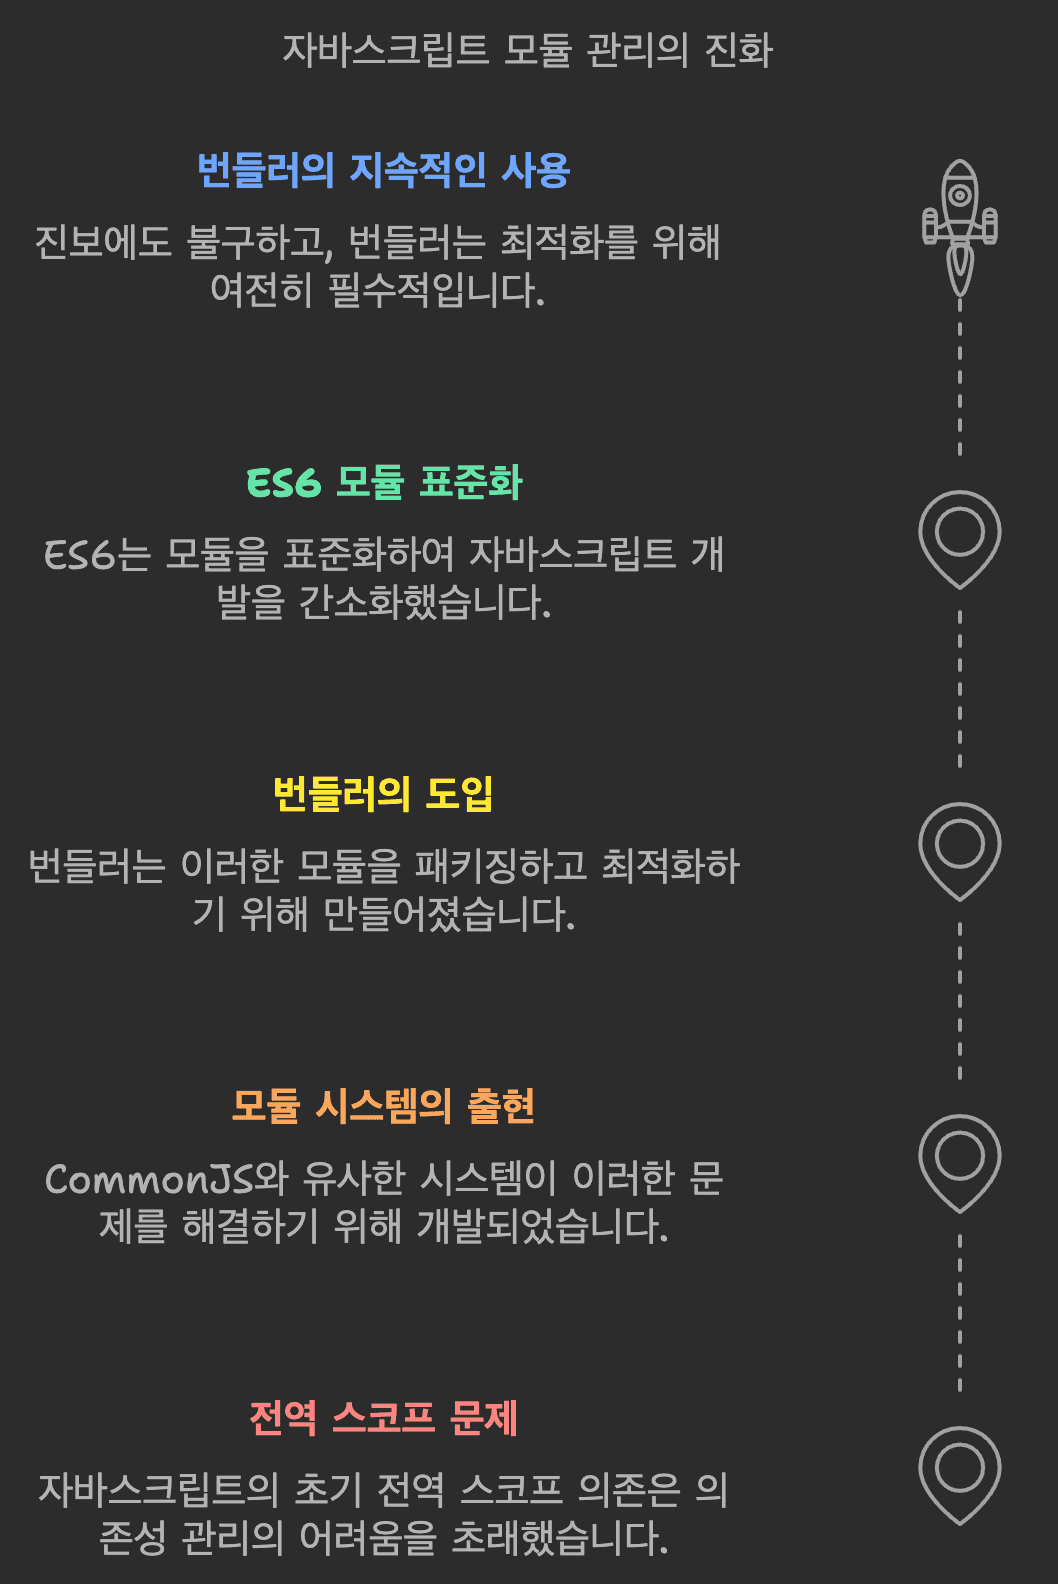 자바스크립트 모듈 관리의 진화
번들러의 지속적인 사용
진보에도 불구하고, 번들러는 최적화를 위해
여전히 필수적입니다.
ES6 모듈 표준화
ES6는 모듈을 표준화하여 자바스크립트 개
발을 간소화했습니다.
번들러의 도입
번들러는 이러한 모듈을 패키징하고 최적화하
기 위해 만들어졌습니다.
모듈 시스템의 출현
CommonJS와 유사한 시스템이 이러한 문
제를 해결하기 위해 개발되었습니다.
전역 스코프 문제
자바스크립트의 초기 전역 스코프 의존은 의
존성 관리의 어려움을 초래했습니다.